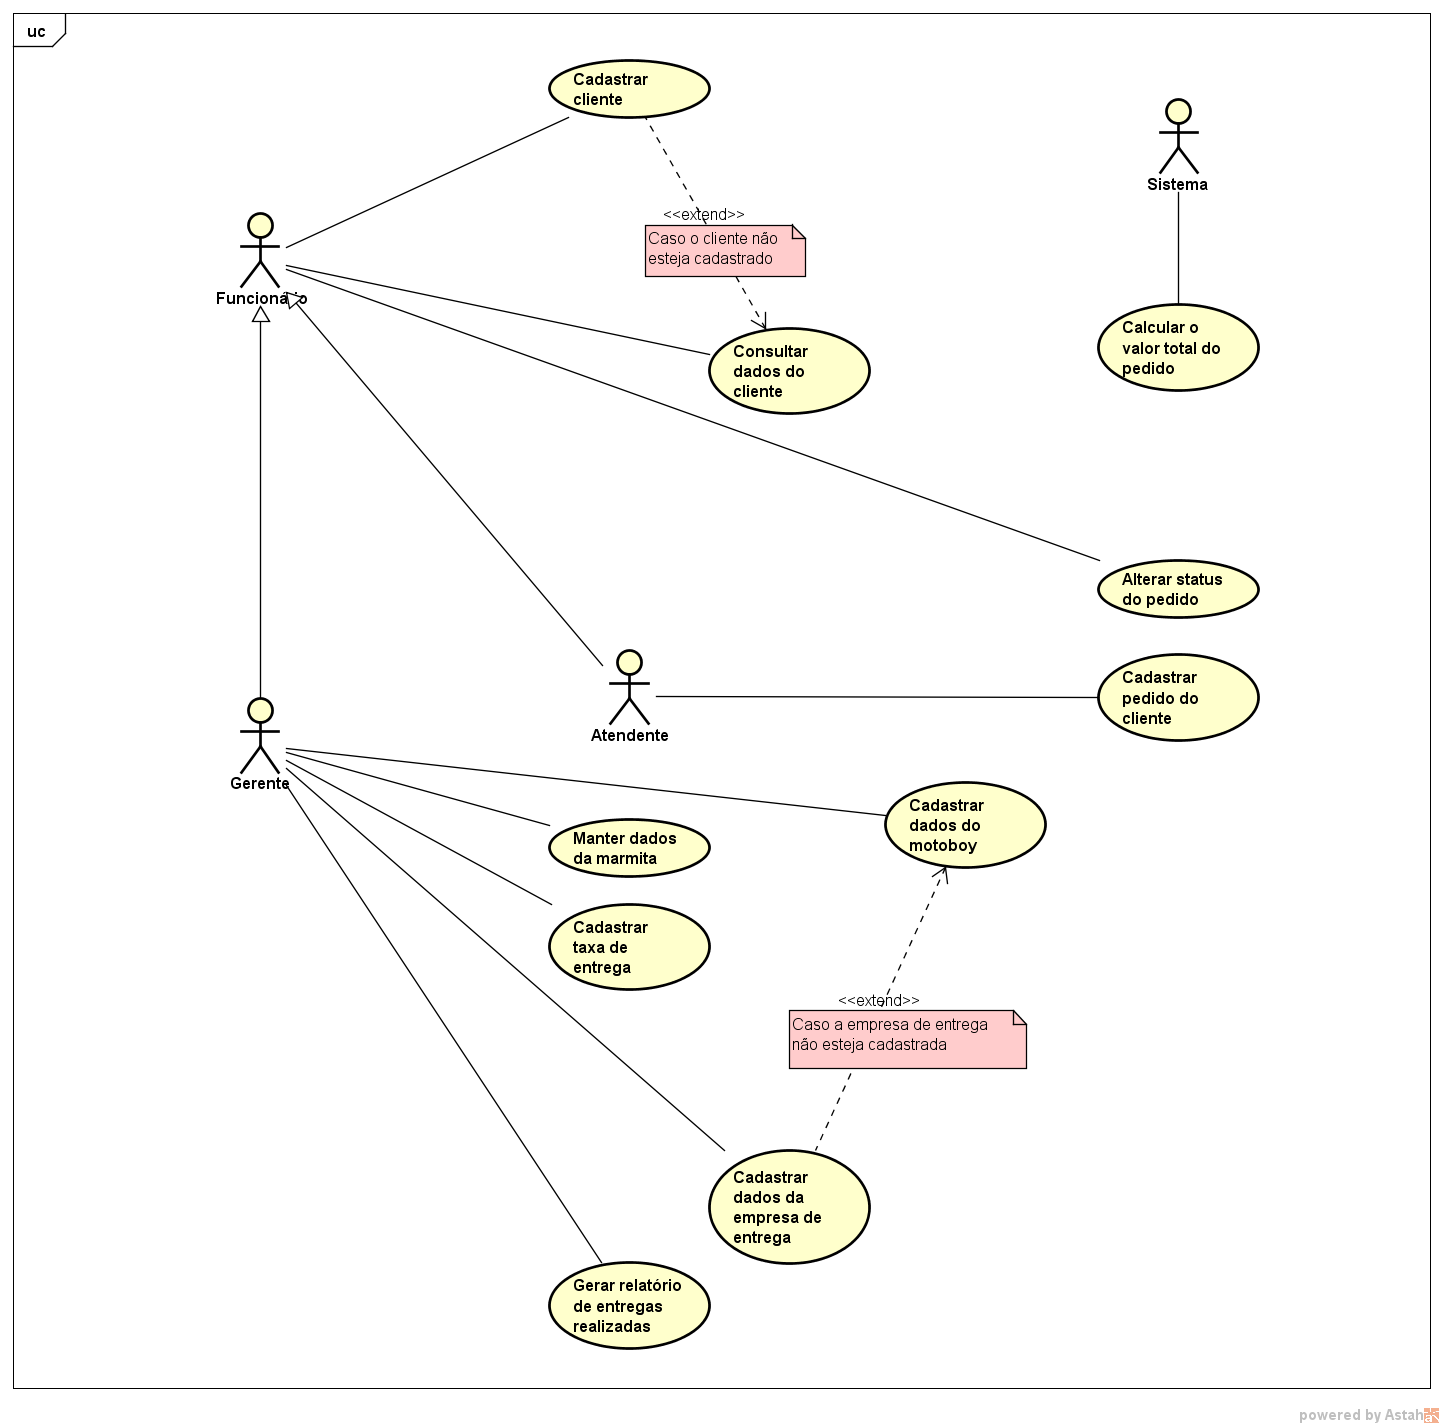 uc
Cadastrar
cliente
Sistema
<<extend>>
Caso o cliente não
esteja cadastrado
Funcionário
Consultar
dados do
cliente
Calcular o
valor total do
pedido
Alterar status
do pedido
Atendente
Cadastrar
pedido do
cliente
Gerente
Cadastrar
dados do
motoboy
Manter dados
da marmita
Cadastrar
taxa de
entrega
<<extend>>
Caso a empresa de entrega
não esteja cadastrada
Cadastrar
dados da
empresa de
entrega
Gerar relatório
de entregas
realizadas
powered by Astah